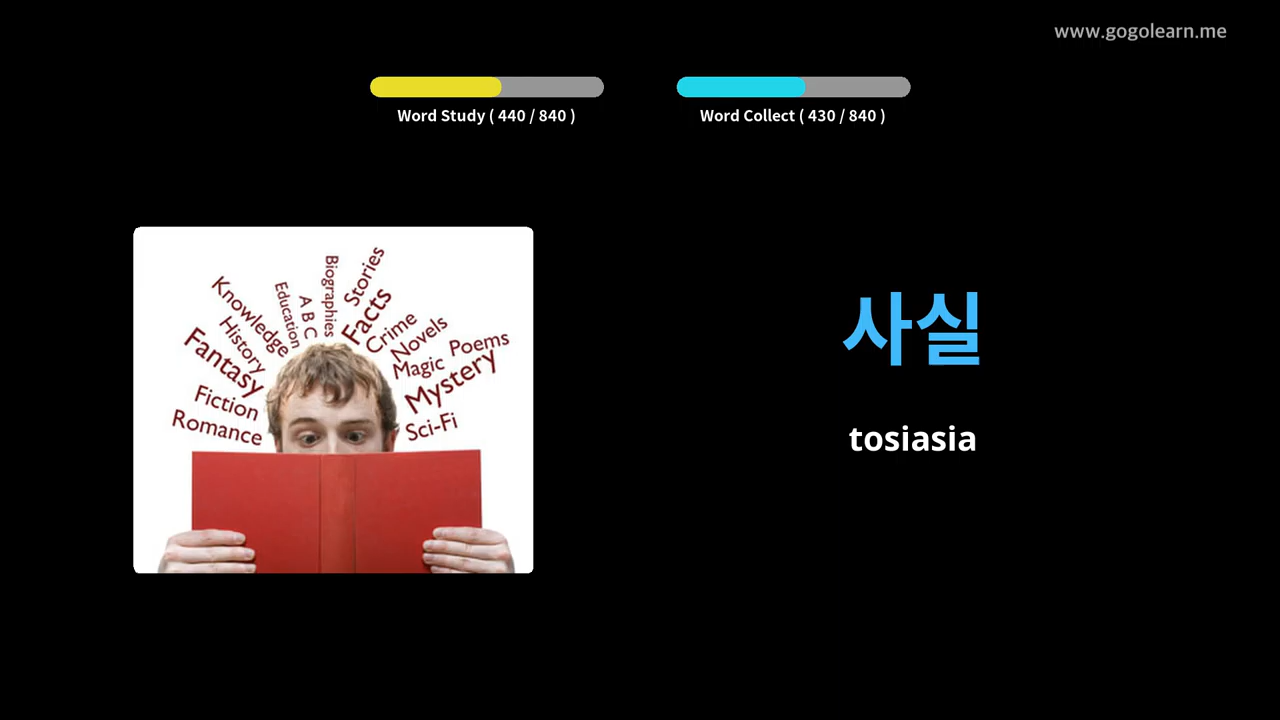 www.gogolearn.me
Word Study ( 440 / 840 )
Word Collect ( 430 / 840 )
Knowledge
Education
A B C
Biographies
Stories
Facts
History
Crime
Novels
Fantasy
Magic
Poems
Fiction
Mystery
Romance
Sci-Fi
사실
tosiasia